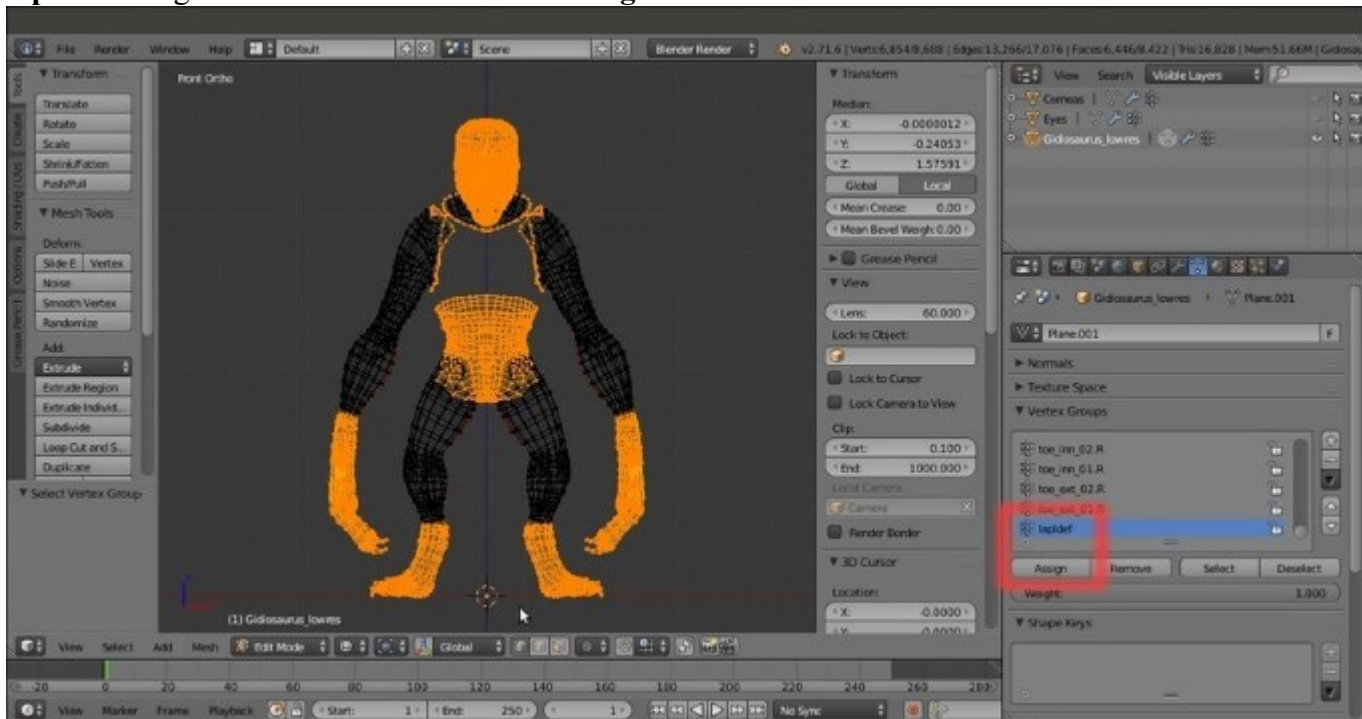 File Render Window Help Default Scene Blender Render v2.71.6 | Verts:6,854/8,688 | Edges:13,266/17,076 | Faces:6,446/8,422 | Tris:16,828 | Mem:51.66M | Gidiosau
Tools
Create
Shading / UVs
Options
Grease Pencil
Transform
Translate
Rotate
Scale
Shrink/Fatten
Push/Pull
Mesh Tools
Deform:
Slide E Vertex
Noise
Smooth Vertex
Randomize
Add:
Extrude
Extrude Region
Extrude Individ...
Subdivide
Loop Cut and S...
Duplicate
Select Vertex Group
Front Ortho
(1) Gidiosaurus_lowres
Transform
Median:
X: -0.0000012
Y: -0.24053
Z: 1.57591
Global Local
Mean Crease: 0.00
Mean Bevel Weigh: 0.00
Grease Pencil
View
Lens: 60.000
Lock to Object:
Lock to Cursor
Lock Camera to View
Clip:
Start: 0.100
End: 1000.000
Local Camera:
Camera
Render Border
3D Cursor
Location:
X: -0.0000
View Search Visible Layers
Corneas
Eyes
Gidiosaurus_lowres
Gidiosaurus_lowres Plane.001
Plane.001 F
Normals
Texture Space
Vertex Groups
toe_inn_02.R
toe_inn_01.R
toe_ext_02.R
toe_ext_01.R
lapldef
Assign Remove Select Deselect
Weight: 1.000
Shape Keys
View Select Add Mesh Edit Mode Global
-20 0 20 40 60 80 100 120 140 160 180 200 220 240 260 280
View Marker Frame Playback Start: 1 End: 250 1 No Sync